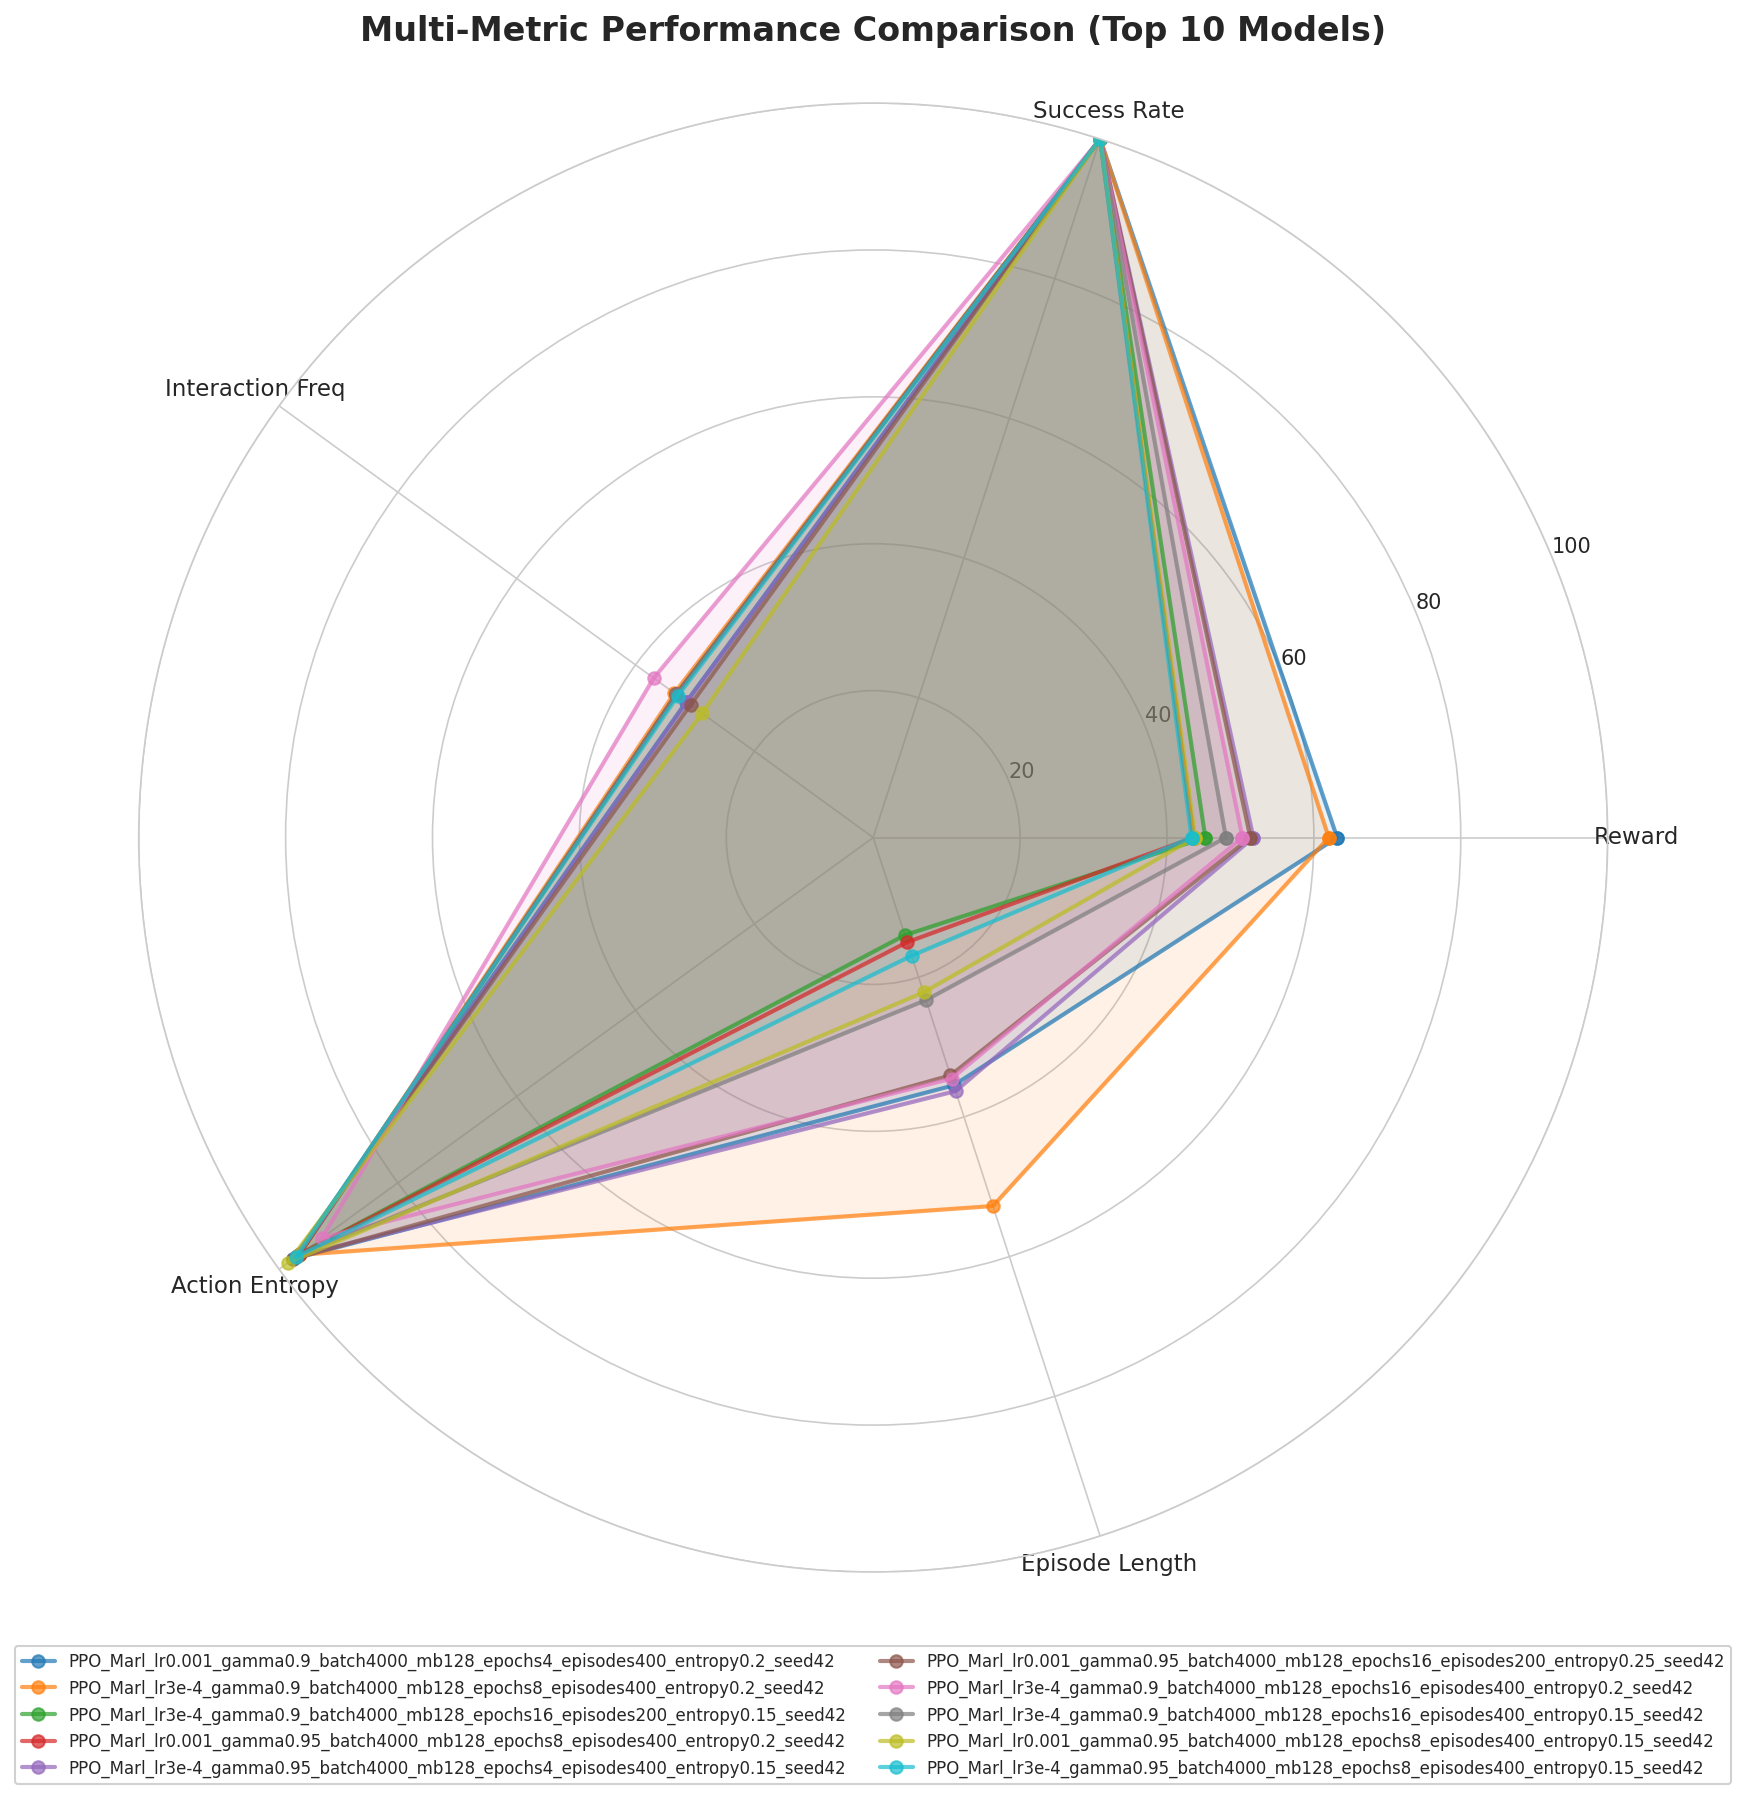 Multi-Metric Performance Comparison (Top 10 Models)
Success Rate
Interaction Freq
100
80
60
40
20
Reward
Action Entropy
Episode Length
PPO_Marl_lr0.001_gamma0.9_batch4000_mb128_epochs4_episodes400_entropy0.2_seed42
PPO_Marl_lr3e-4_gamma0.9_batch4000_mb128_epochs8_episodes400_entropy0.2_seed42
PPO_Marl_lr3e-4_gamma0.9_batch4000_mb128_epochs16_episodes200_entropy0.15_seed42
PPO_Marl_lr0.001_gamma0.95_batch4000_mb128_epochs8_episodes400_entropy0.2_seed42
PPO_Marl_lr3e-4_gamma0.95_batch4000_mb128_epochs4_episodes400_entropy0.15_seed42
PPO_Marl_lr0.001_gamma0.95_batch4000_mb128_epochs16_episodes200_entropy0.25_seed42
PPO_Marl_lr3e-4_gamma0.9_batch4000_mb128_epochs16_episodes400_entropy0.2_seed42
PPO_Marl_lr3e-4_gamma0.9_batch4000_mb128_epochs16_episodes400_entropy0.15_seed42
PPO_Marl_lr0.001_gamma0.95_batch4000_mb128_epochs8_episodes400_entropy0.15_seed42
PPO_Marl_lr3e-4_gamma0.95_batch4000_mb128_epochs8_episodes400_entropy0.15_seed42